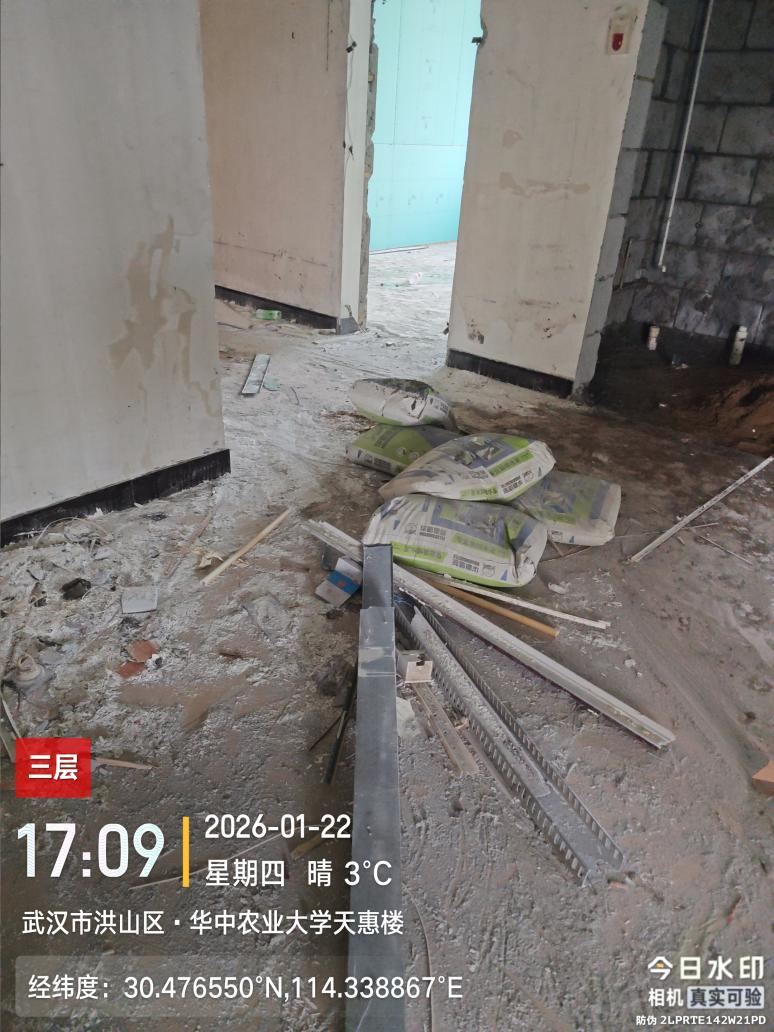 三层
17:09
2026-01-22
星期四 晴 3°C
武汉市洪山区·华中农业大学天惠楼
经纬度：30.476550°N,114.338867°E
今日水印
相机 真实可验
防伪 2LPRTE142W21PD